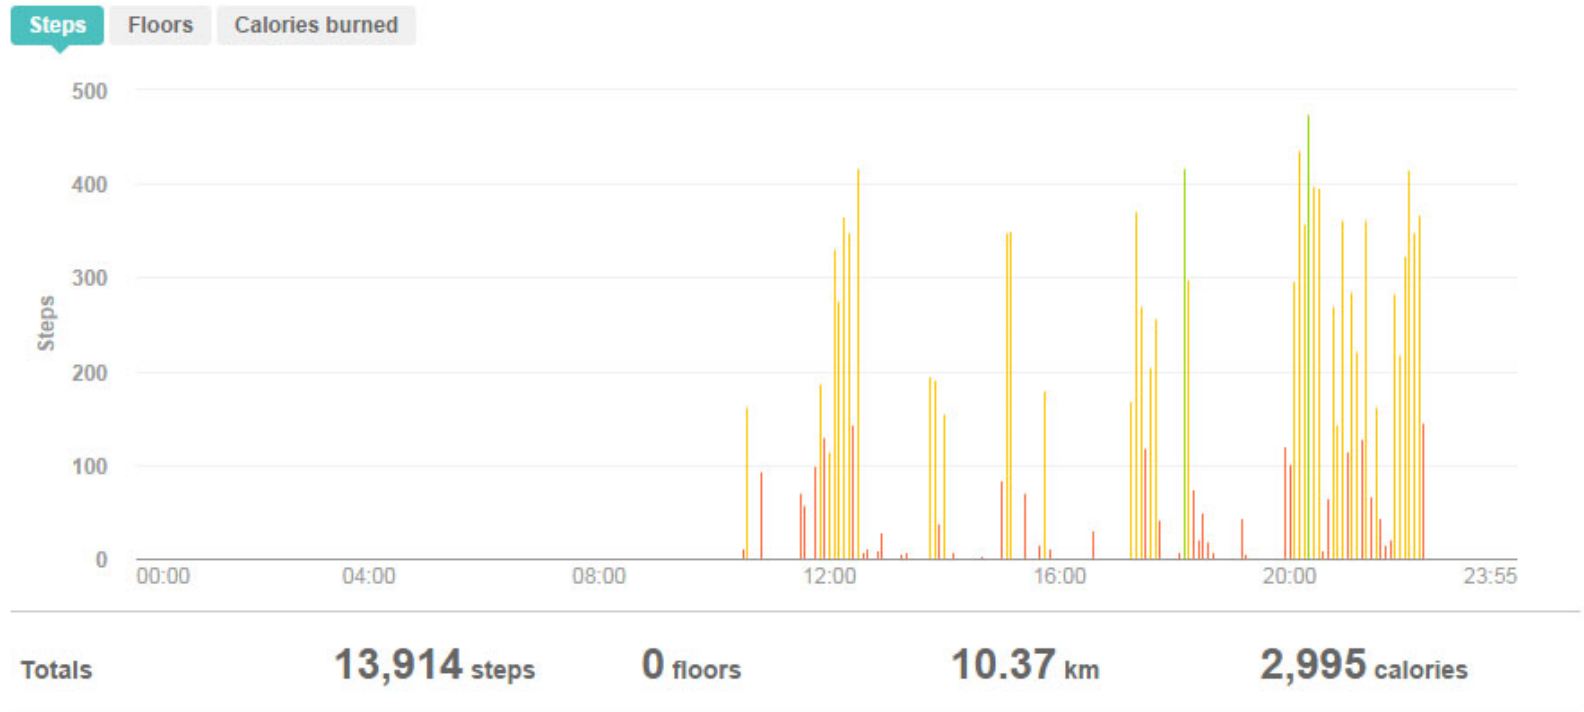 Steps Floors Calories burned
500
400
300
200
100
0
Steps
00:00 04:00 08:00 12:00 16:00 20:00 23:55
Totals 13,914 steps 0 floors 10.37 km 2,995 calories